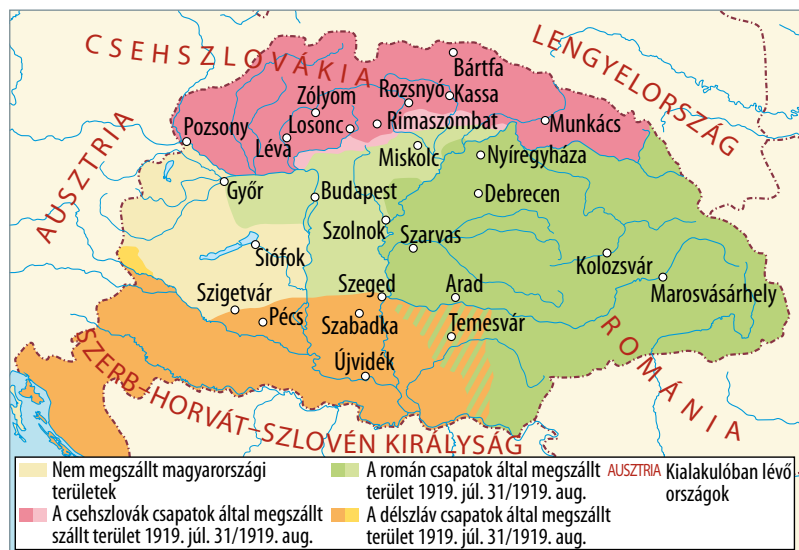 CSEHSZLOVÁKIA
LENGYELORSZÁG
AUSZTRIA
Bártfa
Rozsnyó
Kassa
Zólyom
Losonc
Rimaszombat
Munkács
Pozsony
Léva
Miskolc
Nyíregyháza
Győr
Budapest
Debrecen
Szolnok
Szarvas
Siófok
Kolozsvár
Szeged
Arad
Marosvásárhely
Szigetvár
Pécs
Szabadka
Temesvár
Újvidék
ROMÁNIA
SZERB–HORVÁT–SZLOVÉN KIRÁLYSÁG
Nem megszállt magyarországi
területek
A csehszlovák csapatok által megszállt
szállt terület 1919. júl. 31/1919. aug.
A román csapatok által megszállt
terület 1919. júl. 31/1919. aug.
A délszláv csapatok által megszállt
terület 1919. júl. 31/1919. aug.
AUSZTRIA Kialakulóban lévő
országok